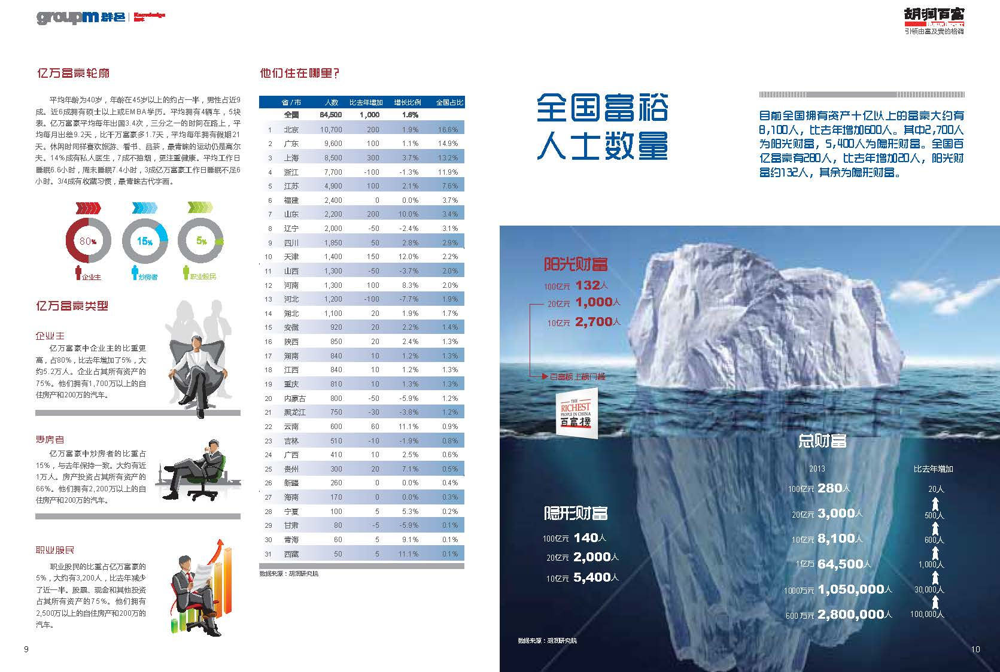 groupm 群邑
Knowledge
亿万富豪轮廓
平均年龄为40岁，年龄在45岁以上的约占一半，男性占近9
成。近6成拥有硕士以上或EMBA学历。平均拥有4辆车，5块
表。亿万富豪平均每年出国3.4次，三分之一的时间在路上，平
均每月出差9.2天，比千万富豪多1.7天，平均每年拥有假期21
天。休闲时同样喜欢旅游、看书、品茶，最青睐的运动仍是高尔
夫。14%成有私人医生，7成不抽烟，更注重健康。平均工作日
睡眠6.6小时，周末睡眠7.4小时，3成亿万富豪工作日睡眠不足6
小时。3/4成有收藏习惯，最青睐古代字画。
80% 15% 5%
企业主 炒房者 职业股民
亿万富豪类型
企业主
亿万富豪中企业主的比重更
高，占80%，比去年增加了5%，大
约5.2万人。企业占其所有资产的
75%。他们拥有1,700万以上的自
住房产和200万的汽车。
炒房者
亿万富豪中炒房者的比重占
15%，与去年保持一致。大约有近
1万人。房产投资占其所有资产的
66%。他们拥有2,200万以上的自
住房产和200万的汽车。
职业股民
职业股民的比重占亿万富豪的
5%，大约有3,200人，比去年减少
了近一半。股票、现金和其他投资
占其所有资产的75%。他们拥有
2,500万以上的自住房产和200万的
汽车。
9
他们住在哪里？
省 / 市 人数 比去年增加 增长比例 全国占比
全国 64,500 1,000 1.6%
1 北京 10,700 200 1.9% 16.6%
2 广东 9,600 100 1.1% 14.9%
3 上海 8,500 300 3.7% 13.2%
4 浙江 7,700 -100 -1.3% 11.9%
5 江苏 4,900 100 2.1% 7.6%
6 福建 2,400 0 0.0% 3.7%
7 山东 2,200 200 10.0% 3.4%
8 辽宁 2,000 -50 -2.4% 3.1%
9 四川 1,850 50 2.8% 2.9%
10 天津 1,400 150 12.0% 2.2%
11 山西 1,300 -50 -3.7% 2.0%
12 河南 1,300 100 8.3% 2.0%
13 河北 1,200 -100 -7.7% 1.9%
14 湖北 1,100 20 1.9% 1.7%
15 安徽 920 20 2.2% 1.4%
16 陕西 850 20 2.4% 1.3%
17 湖南 840 10 1.2% 1.3%
18 江西 840 10 1.2% 1.3%
19 重庆 810 10 1.3% 1.3%
20 内蒙古 800 -50 -5.9% 1.2%
21 黑龙江 750 -30 -3.8% 1.2%
22 云南 600 60 11.1% 0.9%
23 吉林 510 -10 -1.9% 0.8%
24 广西 410 10 2.5% 0.6%
25 贵州 300 20 7.1% 0.5%
26 新疆 260 0 0.0% 0.4%
27 海南 170 0 0.0% 0.3%
28 宁夏 100 5 5.3% 0.2%
29 甘肃 80 -5 -5.9% 0.1%
30 青海 60 5 9.1% 0.1%
31 西藏 50 5 11.1% 0.1%
数据来源：胡润研究院
胡润百富
引领由富及贵的格调
全国富裕
人士数量
目前全国拥有资产十亿以上的富豪大约有
8,100人，比去年增加600人。其中2,700人
为阳光财富，5,400人为隐形财富。全国百
亿富豪有280人，比去年增加20人，阳光财
富约132人，其余为隐形财富。
阳光财富
100亿元 132人
20亿元 1,000人
10亿元 2,700人
百富榜上榜门槛
THE
RICHEST
PEOPLE IN CHINA
百富榜
隐形财富
100亿元 140人
20亿元 2,000人
10亿元 5,400人
总财富
2013 比去年增加
100亿元 280人 20人
20亿元 3,000人 500人
10亿元 8,100人 600人
1亿万 64,500人 1,000人
1000万元 1,050,000人 30,000人
600 万元 2,800,000人 100,000人
数据来源：胡润研究院
10